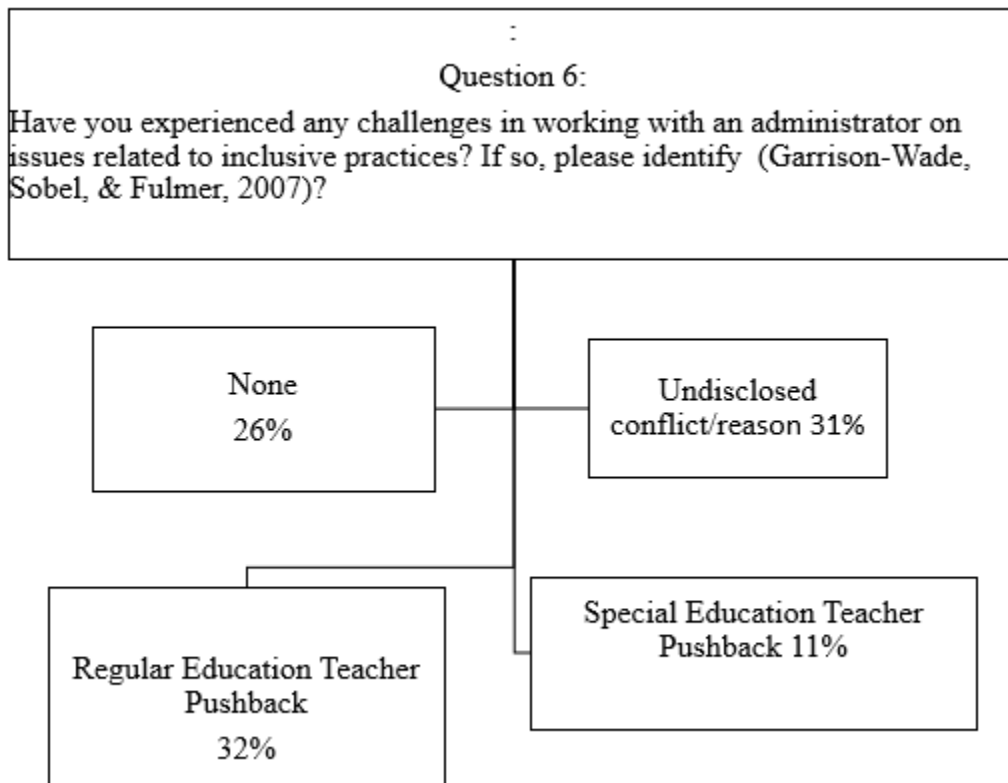 :
Question 6:
Have you experienced any challenges in working with an administrator on
issues related to inclusive practices? If so, please identify  (Garrison-Wade,
Sobel, & Fulmer, 2007)?
None
26%
Undisclosed
conflict/reason 31%
Regular Education Teacher
Pushback
32%
Special Education Teacher
Pushback 11%